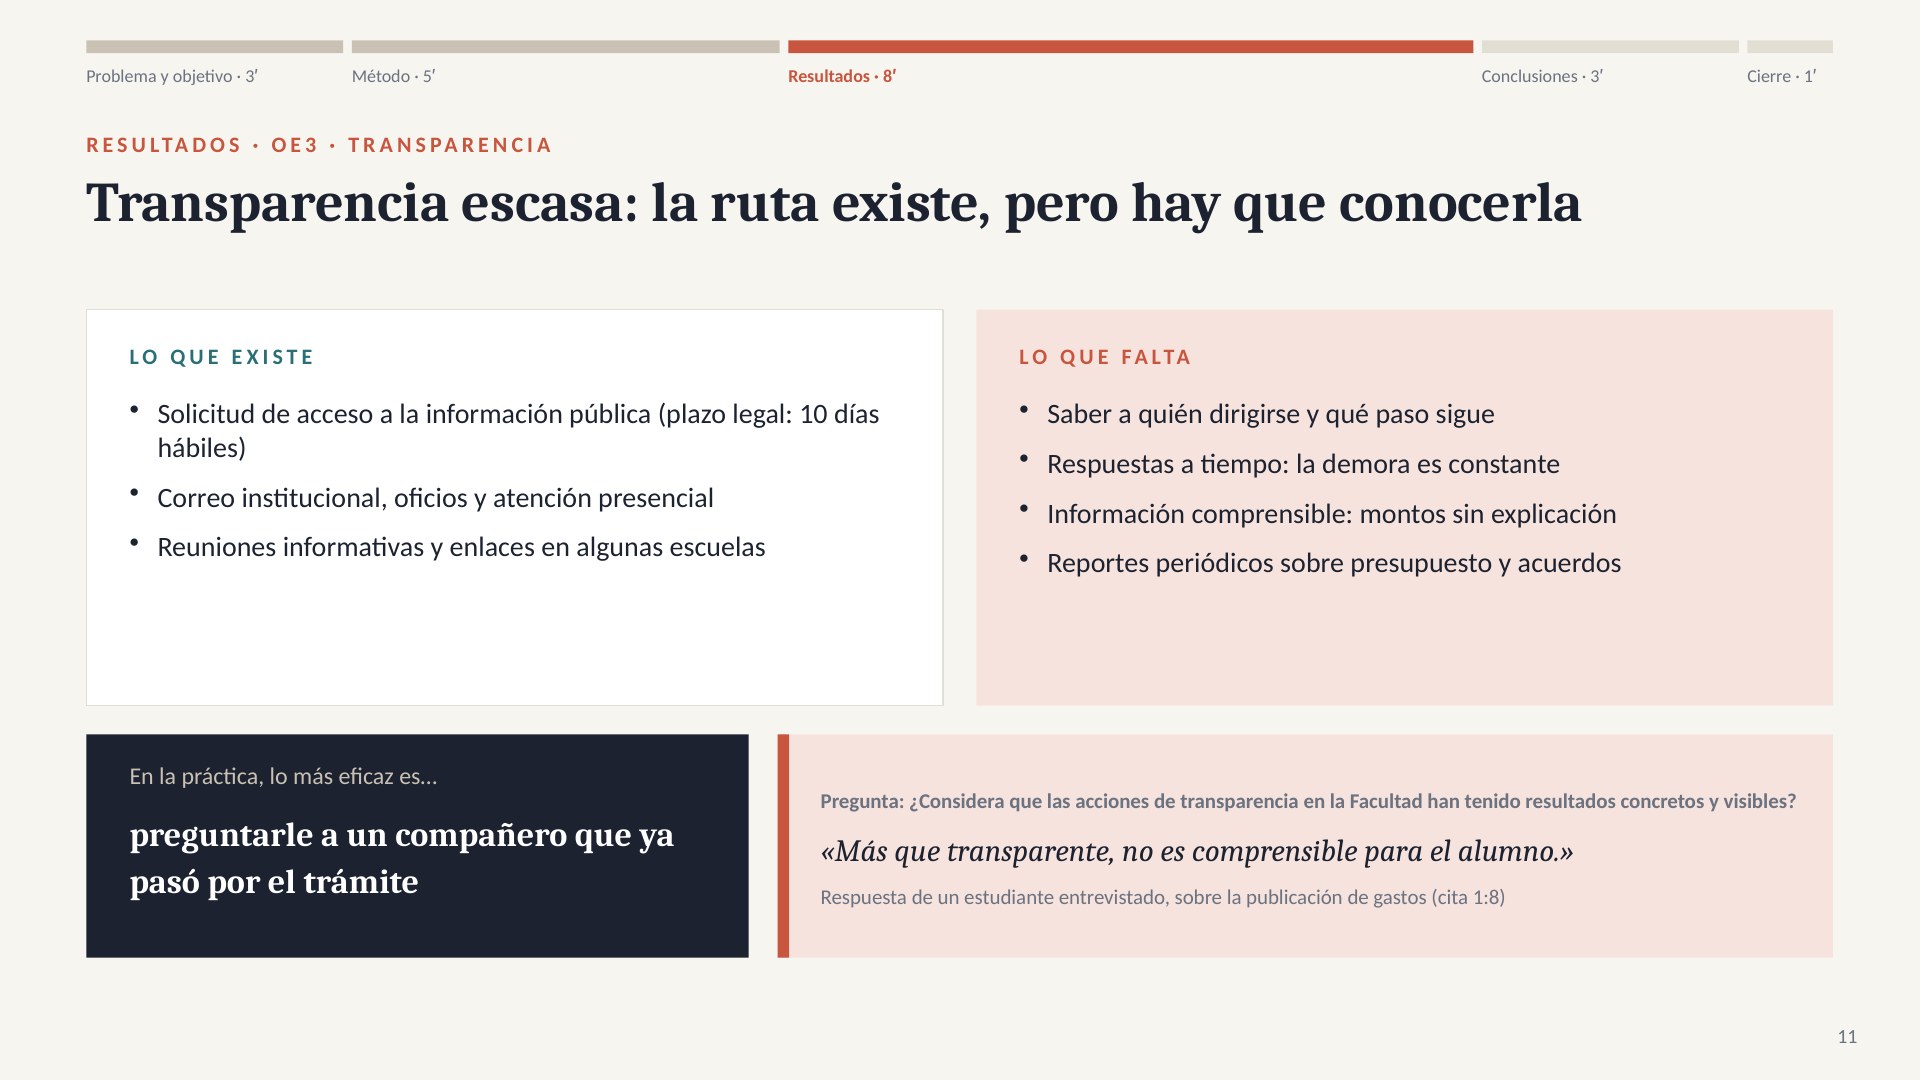 Problema y objetivo · 3′
Método · 5′
Resultados · 8′
Conclusiones · 3′
Cierre · 1′
RESULTADOS · OE3 · TRANSPARENCIA
Transparencia escasa: la ruta existe, pero hay que conocerla
LO QUE EXISTE
• Solicitud de acceso a la información pública (plazo legal: 10 días
hábiles)
• Correo institucional, oficios y atención presencial
• Reuniones informativas y enlaces en algunas escuelas
LO QUE FALTA
• Saber a quién dirigirse y qué paso sigue
• Respuestas a tiempo: la demora es constante
• Información comprensible: montos sin explicación
• Reportes periódicos sobre presupuesto y acuerdos
En la práctica, lo más eficaz es…
preguntarle a un compañero que ya
pasó por el trámite
Pregunta: ¿Considera que las acciones de transparencia en la Facultad han tenido resultados concretos y visibles?
«Más que transparente, no es comprensible para el alumno.»
Respuesta de un estudiante entrevistado, sobre la publicación de gastos (cita 1:8)
11